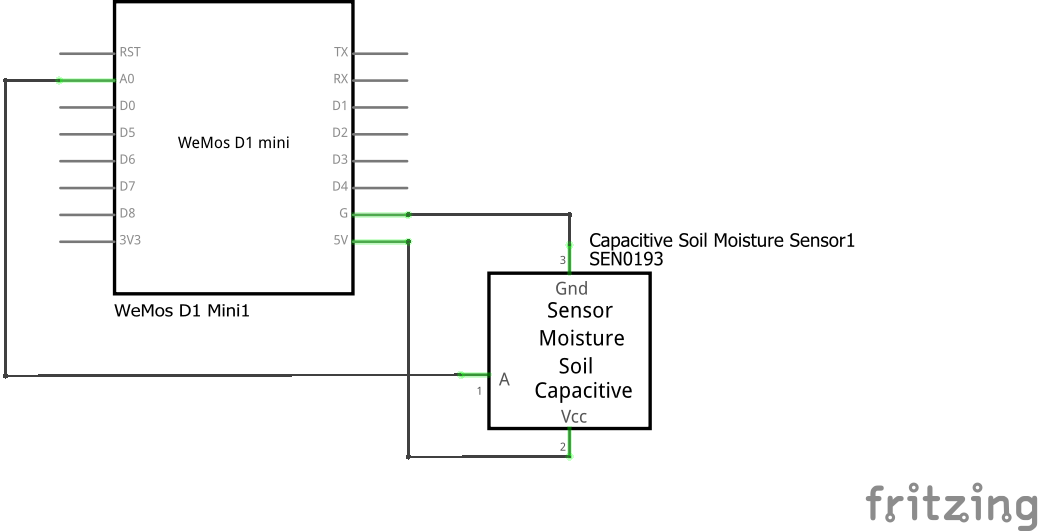 RST
TX
A0
RX
D0
D1
D5
WeMos D1 mini
D2
D6
D3
D7
D4
D8
G
3V3
5V
WeMos D1 Mini1
Capacitive Soil Moisture Sensor1
SEN0193
3
Gnd
Sensor
Moisture
Soil
Capacitive
A
1
Vcc
2
fritzing